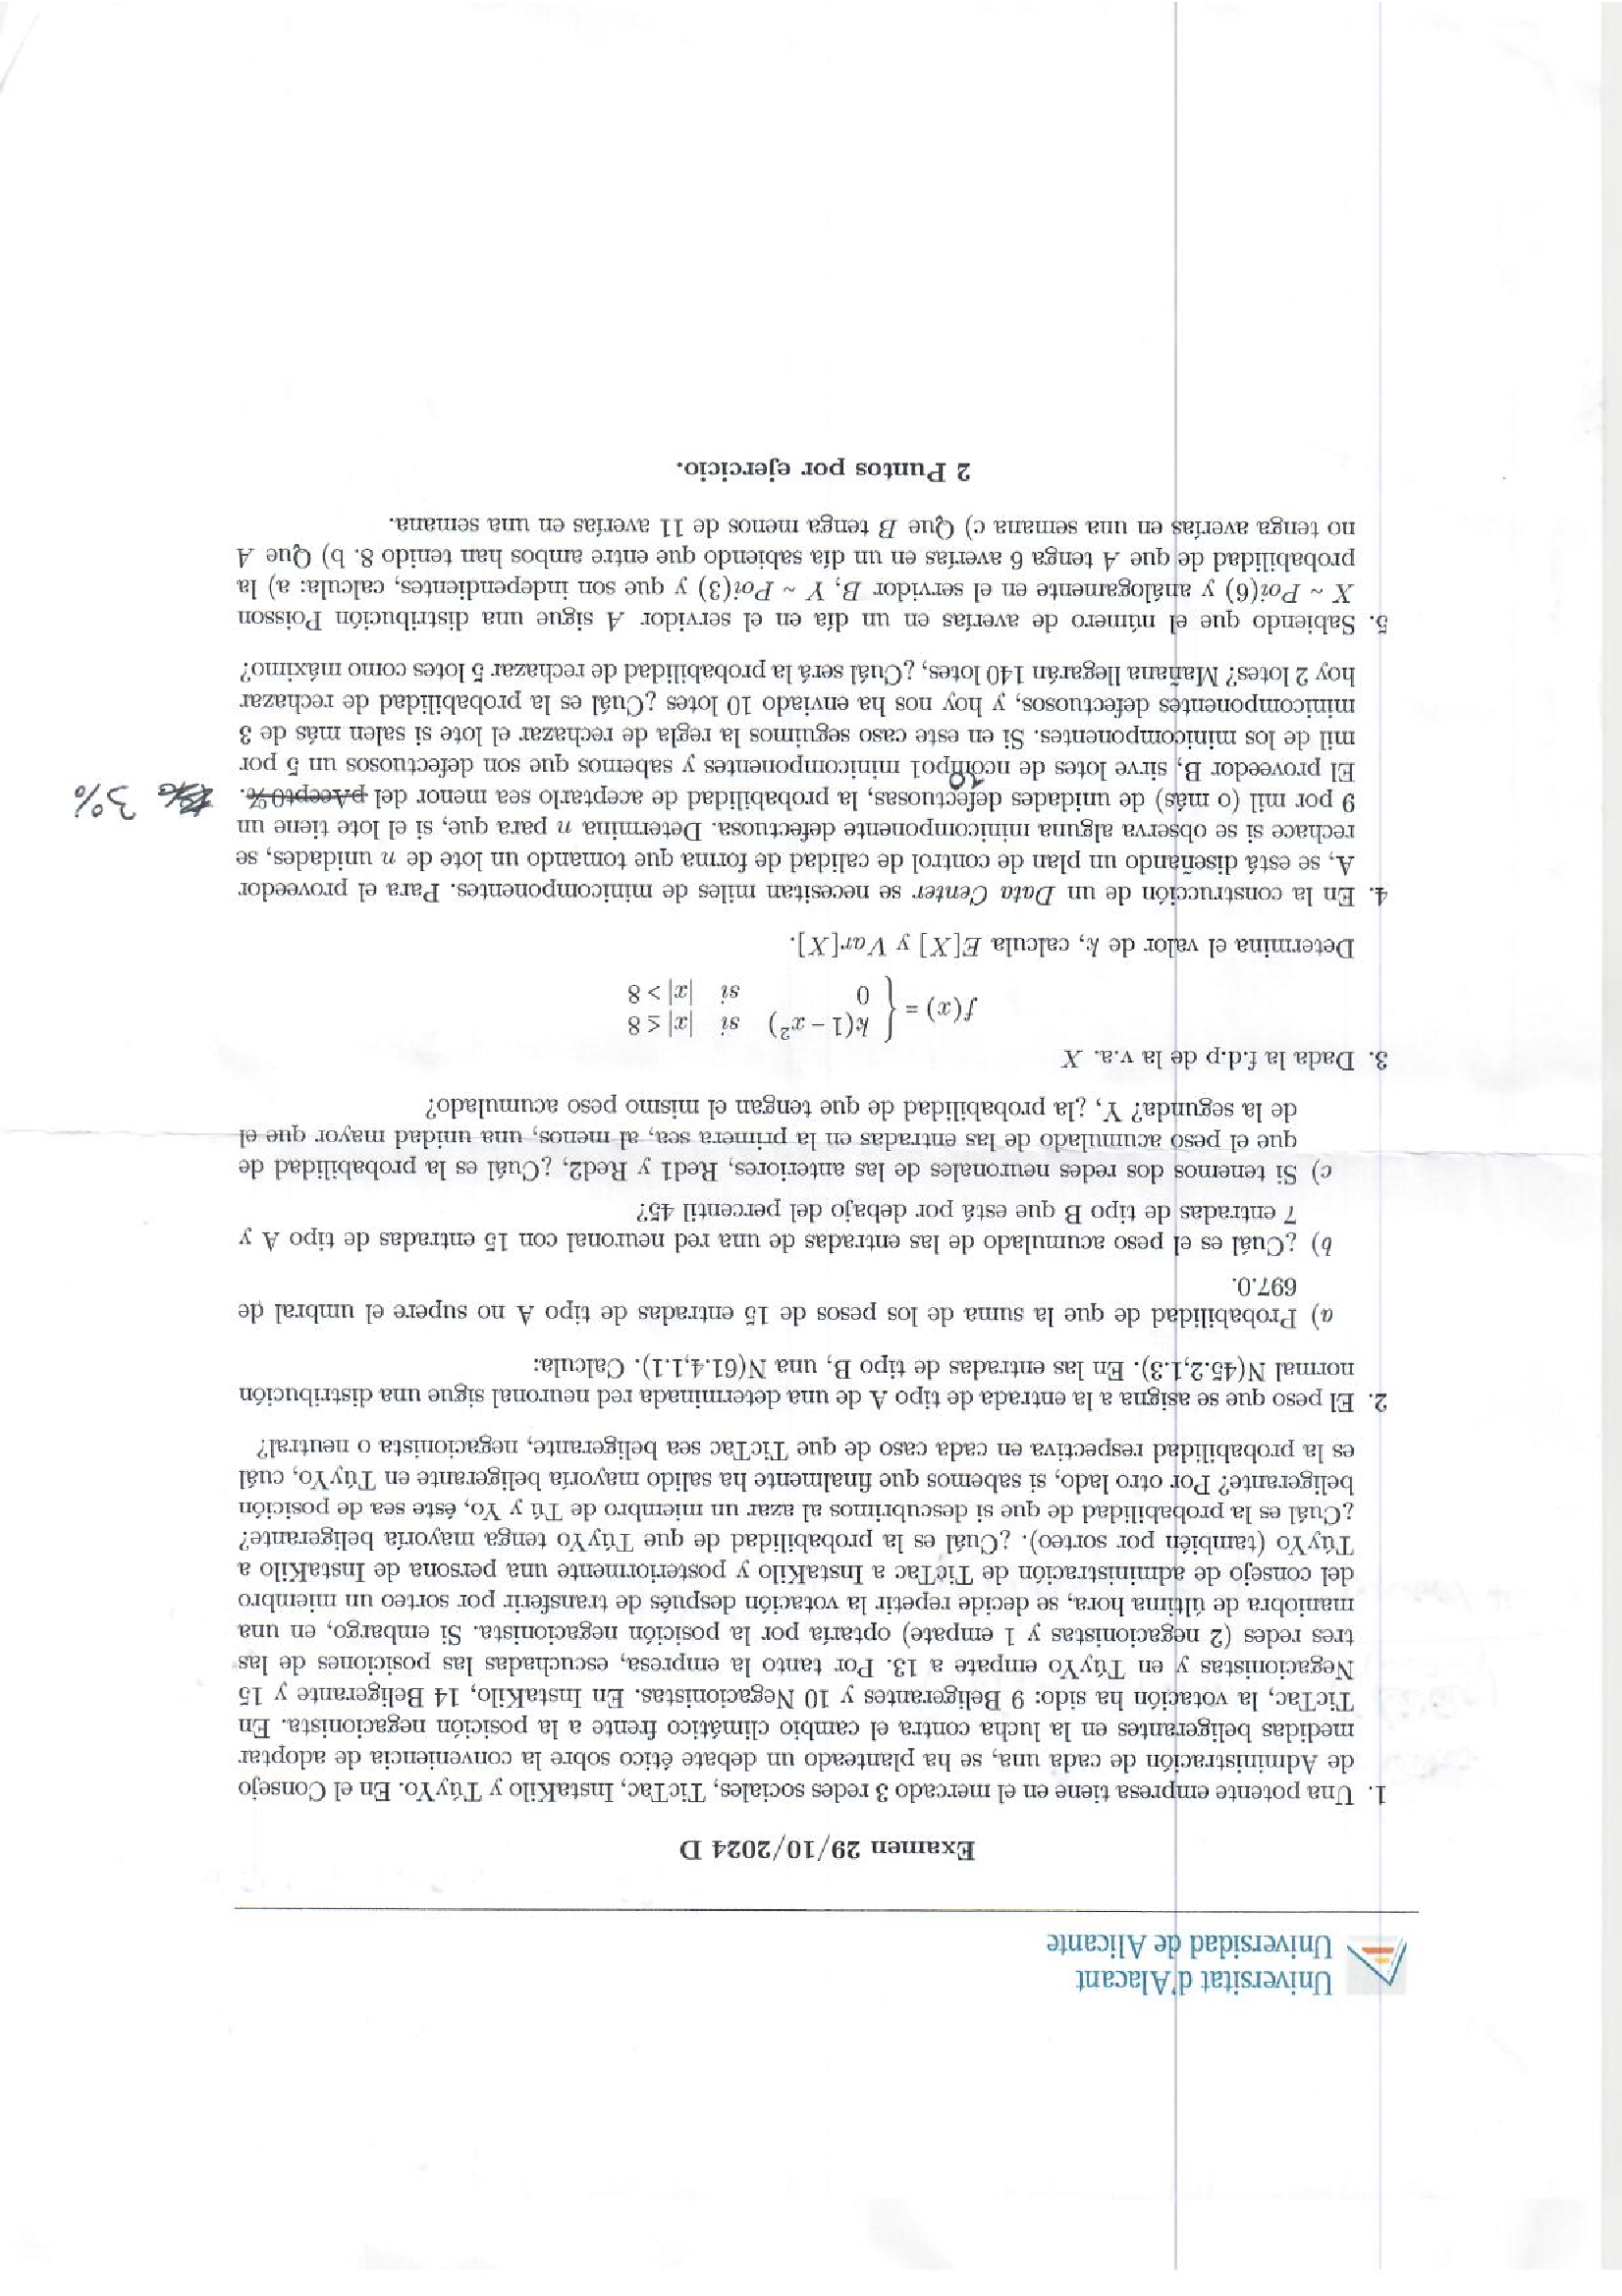 Universitat d'Alacant
Universidad de Alicante
Examen 29/10/2024 D
1. Una potente empresa tiene en el mercado 3 redes sociales, TicTac, InstaKilo y TúyYo. En el Consejo
de Administración de cada una, se ha planteado un debate ético sobre la conveniencia de adoptar
medidas beligerantes en la lucha contra el cambio climático frente a la posición negacionista. En
TicTac, la votación ha sido: 9 Beligerantes y 10 Negacionistas. En InstaKilo, 14 Beligerante y 15
Negacionistas y en TúyYo empate a 13. Por tanto la empresa, escuchadas las posiciones de las
tres redes (2 negacionistas y 1 empate) optaría por la posición negacionista. Si embargo, en una
maniobra de última hora, se decide repetir la votación después de transferir por sorteo un miembro
del consejo de administración de TicTac a InstaKilo y posteriormente una persona de InstaKilo a
TúyYo (también por sorteo). ¿Cuál es la probabilidad de que TúyYo tenga mayoría beligerante?
¿Cuál es la probabilidad de que si descubrimos al azar un miembro de Tú y Yo, éste sea de posición
beligerante? Por otro lado, si sabemos que finalmente ha salido mayoría beligerante en TúyYo, cuál
es la probabilidad respectiva en cada caso de que TicTac sea beligerante, negacionista o neutral?
2. El peso que se asigna a la entrada de tipo A de una determinada red neuronal sigue una distribución
normal N(45.2,1.3). En las entradas de tipo B, una N(61.4,1.1). Calcula:
a) Probabilidad de que la suma de los pesos de 15 entradas de tipo A no supere el umbral de
697.0.
b) ¿Cuál es el peso acumulado de las entradas de una red neuronal con 15 entradas de tipo A y
7 entradas de tipo B que está por debajo del percentil 45?
c) Si tenemos dos redes neuronales de las anteriores, Red1 y Red2, ¿Cuál es la probabilidad de
que el peso acumulado de las entradas en la primera sea, al menos, una unidad mayor que el
de la segunda? Y, ¿la probabilidad de que tengan el mismo peso acumulado?
3. Dada la f.d.p de la v.a. X
f(x) = { k(1 − x²) si |x| ≤ 8
0 si |x| > 8
Determina el valor de k, calcula E[X] y Var[X].
4. En la construcción de un Data Center se necesitan miles de minicomponentes. Para el proveedor
A, se está diseñando un plan de control de calidad de forma que tomando un lote de n unidades, se
rechace si se observa alguna minicomponente defectuosa. Determina n para que, si el lote tiene un
9 por mil (o más) de unidades defectuosas, la probabilidad de aceptarlo sea menor del pAcept0%. 3%
10
El proveedor B, sirve lotes de ncompo1 minicomponentes y sabemos que son defectuosos un 5 por
mil de los minicomponentes. Si en este caso seguimos la regla de rechazar el lote si salen más de 3
minicomponentes defectuosos, y hoy nos ha enviado 10 lotes ¿Cuál es la probabilidad de rechazar
hoy 2 lotes? Mañana llegarán 140 lotes, ¿Cuál será la probabilidad de rechazar 5 lotes como máximo?
5. Sabiendo que el número de averías en un día en el servidor A sigue una distribución Poisson
X ~ Poi(6) y análogamente en el servidor B, Y ~ Poi(3) y que son independientes, calcula: a) la
probabilidad de que A tenga 6 averías en un día sabiendo que entre ambos han tenido 8. b) Que A
no tenga averías en una semana c) Que B tenga menos de 11 averías en una semana.
2 Puntos por ejercicio.